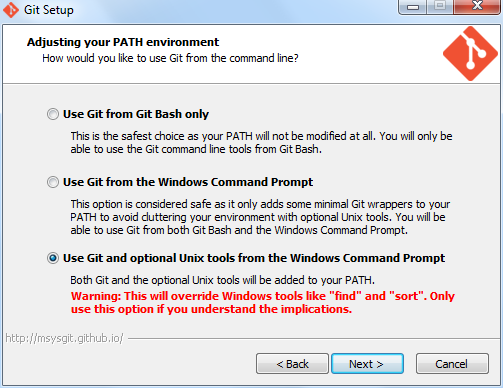 Git Setup
Adjusting your PATH environment
How would you like to use Git from the command line?
Use Git from Git Bash only
This is the safest choice as your PATH will not be modified at all. You will only
be able to use the Git command line tools from Git Bash.
Use Git from the Windows Command Prompt
This option is considered safe as it only adds some minimal Git wrappers to your
PATH to avoid cluttering your environment with optional Unix tools. You will be
able to use Git from both Git Bash and the Windows Command Prompt.
Use Git and optional Unix tools from the Windows Command Prompt
Both Git and the optional Unix tools will be added to your PATH.
Warning: This will override Windows tools like "find" and "sort". Only
use this option if you understand the implications.
http://msysgit.github.io/
< Back Next > Cancel